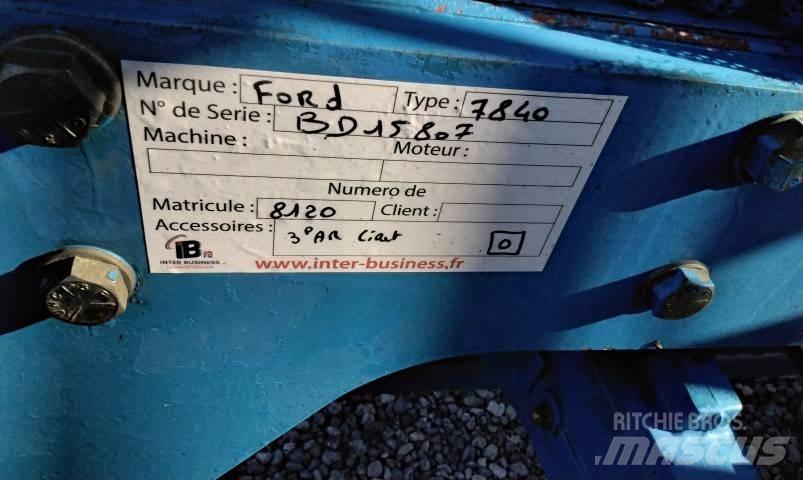 Marque : Ford Type : 7840
N° de Serie : BD15807
Machine : Moteur :
Numero de
Matricule : 8120 Client :
Accessoires : 3° AR 0
IB
INTER BUSINESS
www.inter-business.fr
RITCHIE BROS.
MASCUS